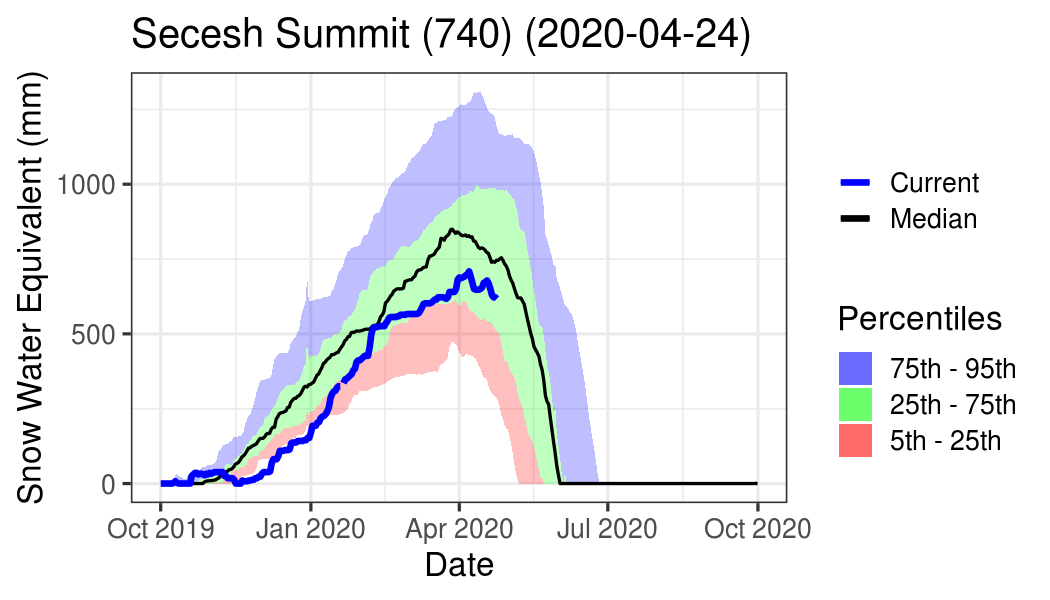 Secesh Summit (740) (2020-04-24)
Snow Water Equivalent (mm)
1000
500
0
Oct 2019 Jan 2020 Apr 2020 Jul 2020 Oct 2020
Date
Current
Median
Percentiles
75th - 95th
25th - 75th
5th - 25th